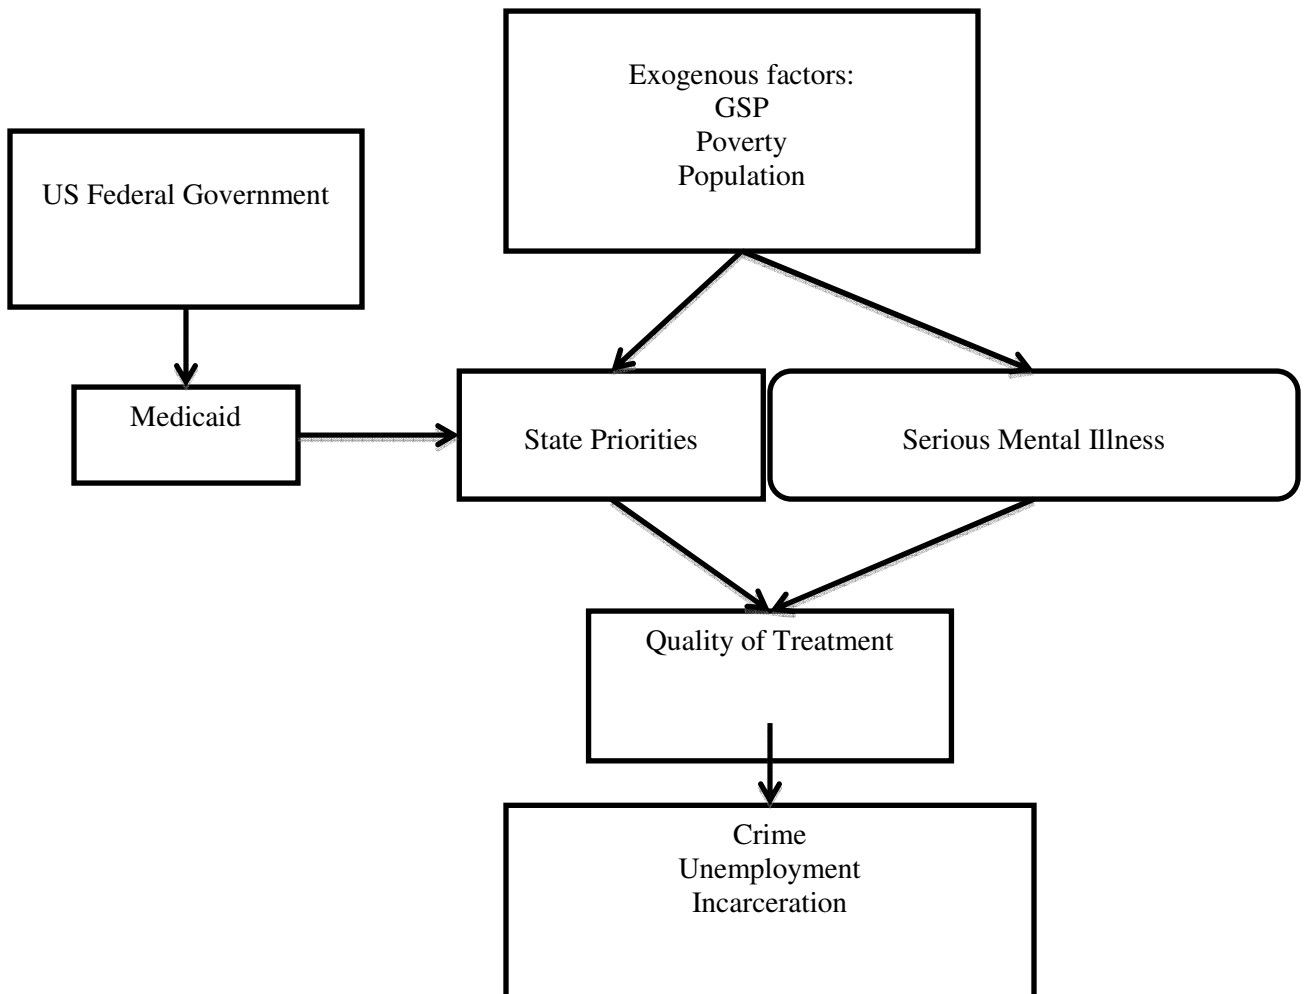 Exogenous factors:
GSP
Poverty
Population
US Federal Government
Medicaid
State Priorities
Serious Mental Illness
Quality of Treatment
Crime
Unemployment
Incarceration